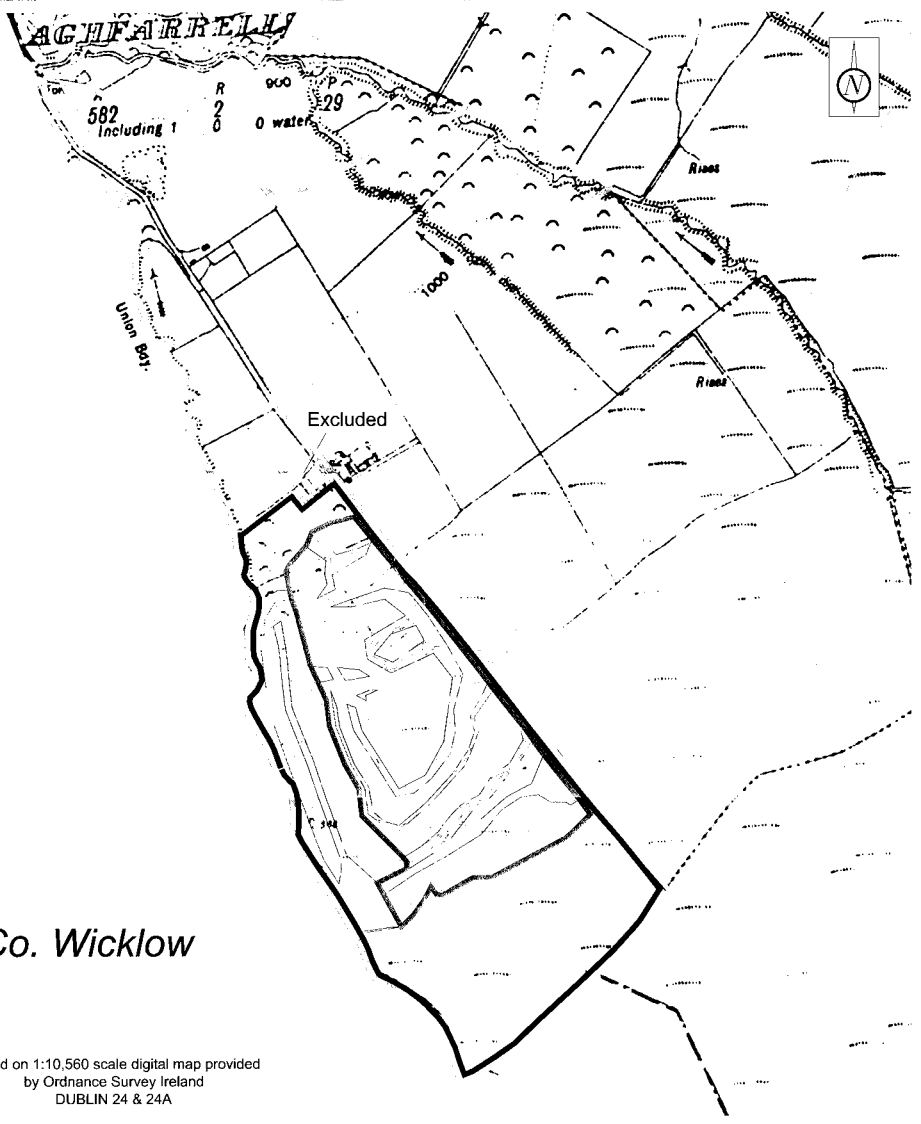 AGHFARRELL
N
R 900 P
582 2 29
Including 1 0 0 water
Rises
1000
Union Bdy.
Rises
Excluded
Co. Wicklow
d on 1:10,560 scale digital map provided
by Ordnance Survey Ireland
DUBLIN 24 & 24A